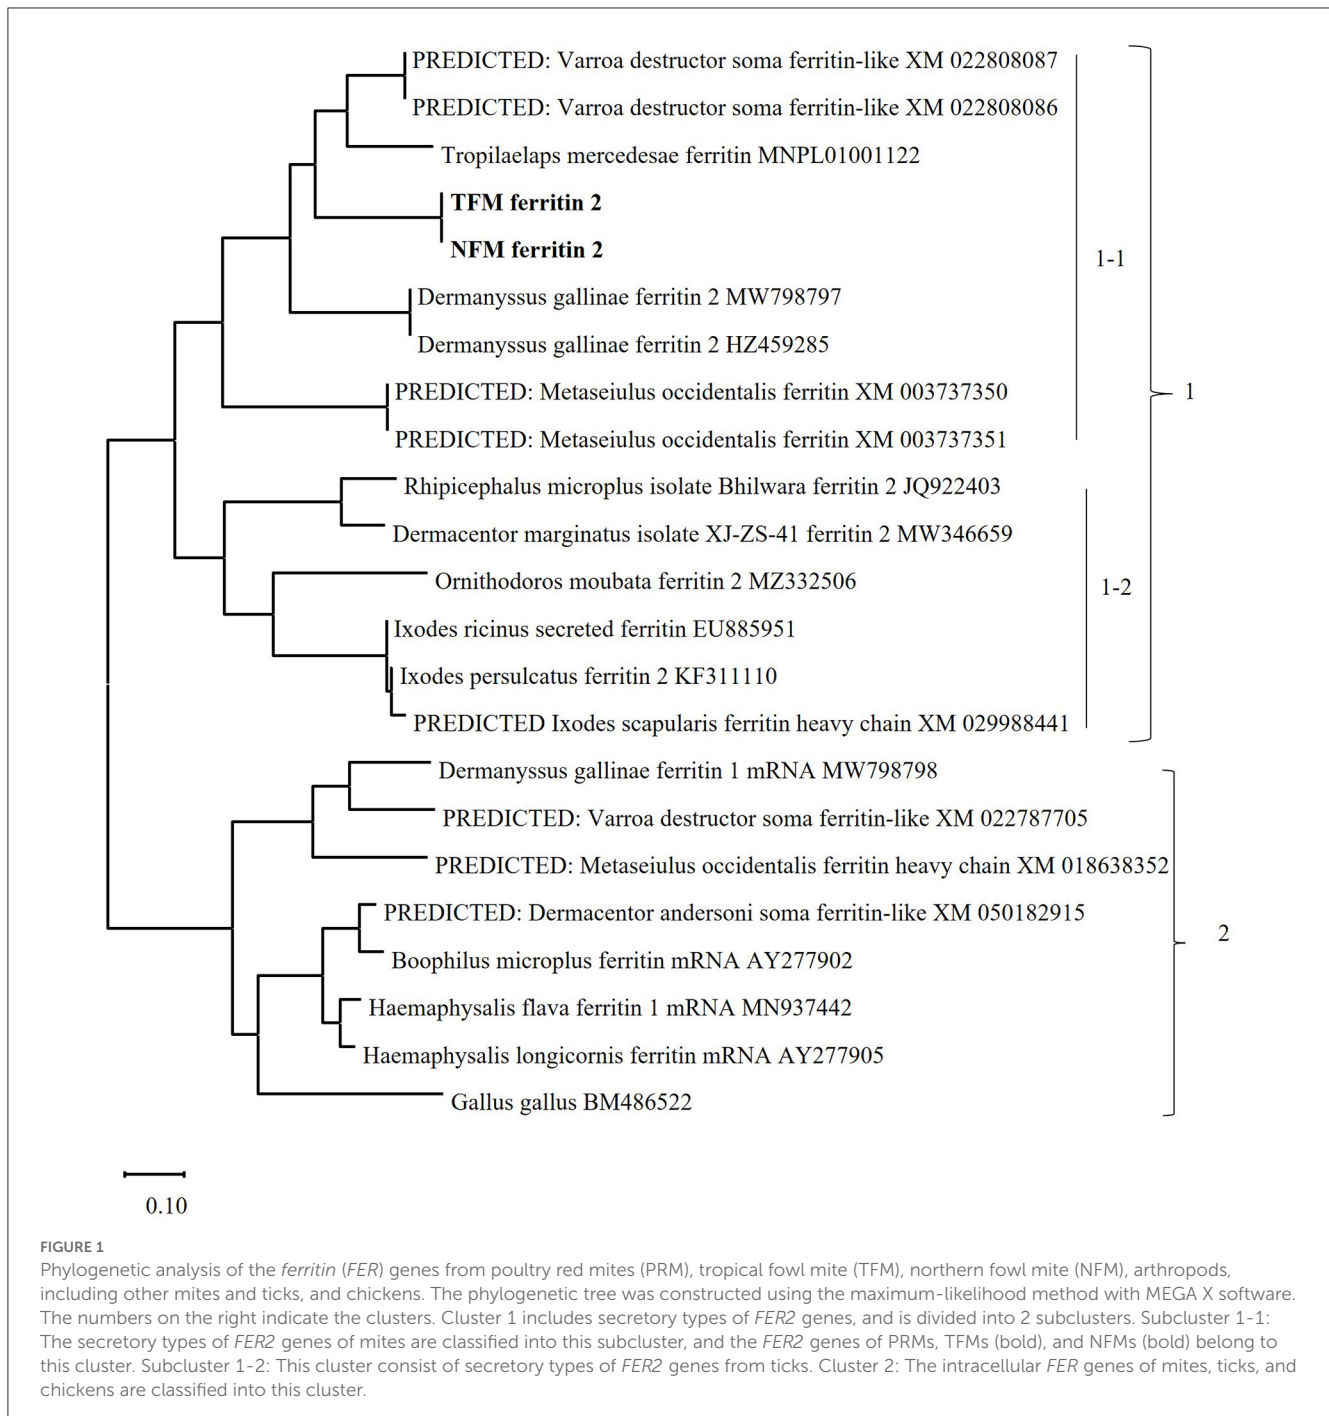 PREDICTED: Varroa destructor soma ferritin-like XM 022808087
PREDICTED: Varroa destructor soma ferritin-like XM 022808086
Tropilaelaps mercedesae ferritin MNPL01001122
TFM ferritin 2
NFM ferritin 2
1-1
Dermanyssus gallinae ferritin 2 MW798797
Dermanyssus gallinae ferritin 2 HZ459285
PREDICTED: Metaseiulus occidentalis ferritin XM 003737350
1
PREDICTED: Metaseiulus occidentalis ferritin XM 003737351
Rhipicephalus microplus isolate Bhilwara ferritin 2 JQ922403
Dermacentor marginatus isolate XJ-ZS-41 ferritin 2 MW346659
Ornithodoros moubata ferritin 2 MZ332506
1-2
Ixodes ricinus secreted ferritin EU885951
Ixodes persulcatus ferritin 2 KF311110
PREDICTED Ixodes scapularis ferritin heavy chain XM 029988441
Dermanyssus gallinae ferritin 1 mRNA MW798798
PREDICTED: Varroa destructor soma ferritin-like XM 022787705
PREDICTED: Metaseiulus occidentalis ferritin heavy chain XM 018638352
PREDICTED: Dermacentor andersoni soma ferritin-like XM 050182915
2
Boophilus microplus ferritin mRNA AY277902
Haemaphysalis flava ferritin 1 mRNA MN937442
Haemaphysalis longicornis ferritin mRNA AY277905
Gallus gallus BM486522
0.10
FIGURE 1
Phylogenetic analysis of the ferritin (FER) genes from poultry red mites (PRM), tropical fowl mite (TFM), northern fowl mite (NFM), arthropods,
including other mites and ticks, and chickens. The phylogenetic tree was constructed using the maximum-likelihood method with MEGA X software.
The numbers on the right indicate the clusters. Cluster 1 includes secretory types of FER2 genes, and is divided into 2 subclusters. Subcluster 1-1:
The secretory types of FER2 genes of mites are classified into this subcluster, and the FER2 genes of PRMs, TFMs (bold), and NFMs (bold) belong to
this cluster. Subcluster 1-2: This cluster consist of secretory types of FER2 genes from ticks. Cluster 2: The intracellular FER genes of mites, ticks, and
chickens are classified into this cluster.